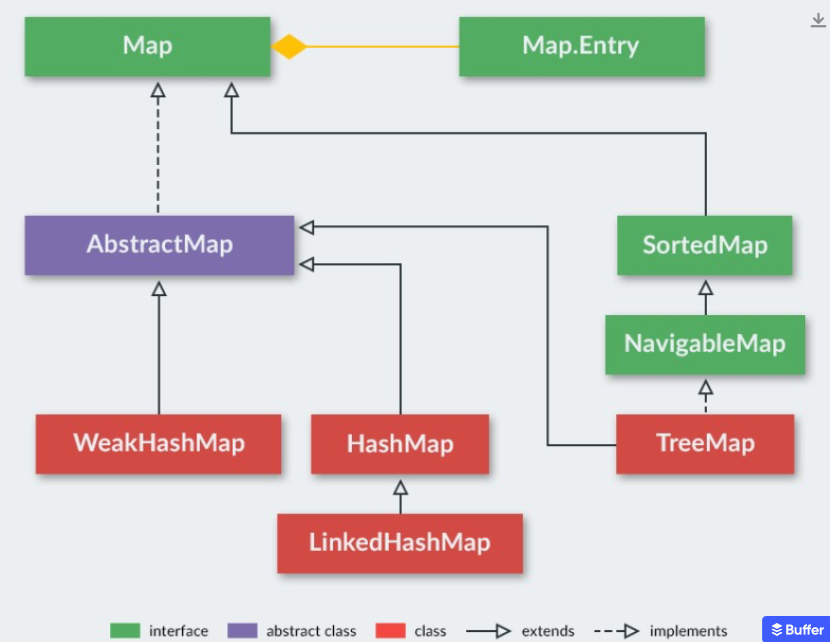 Map
Map.Entry
AbstractMap
SortedMap
NavigableMap
WeakHashMap
HashMap
TreeMap
LinkedHashMap
interface
abstract class
class
extends
implements
Buffer